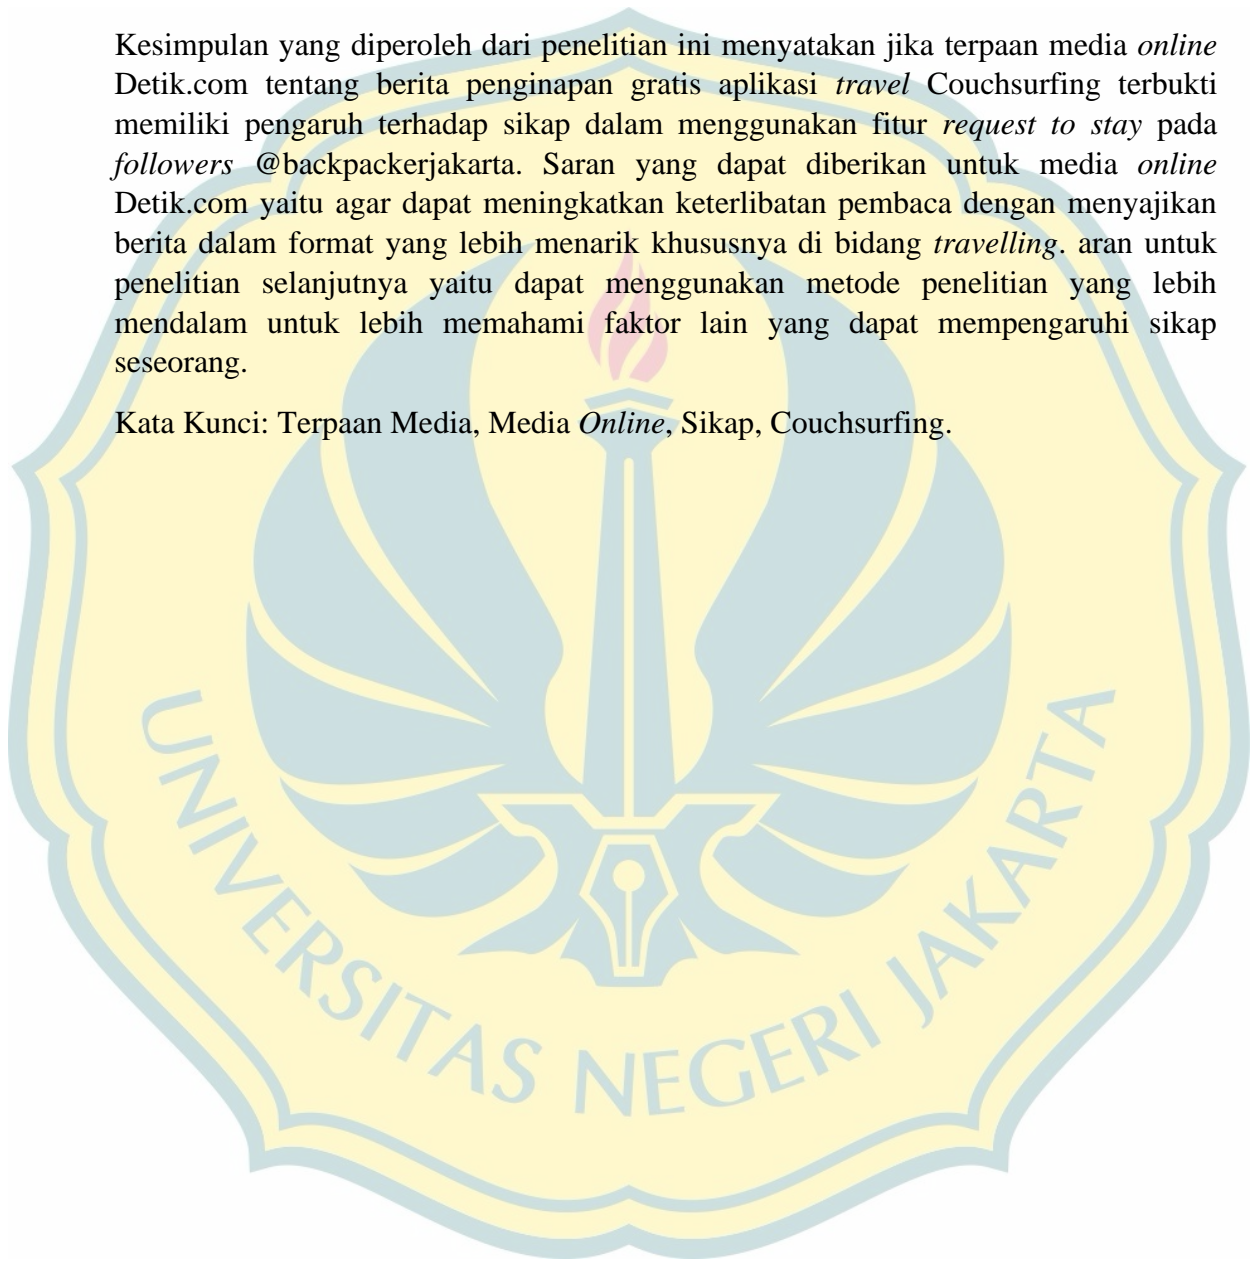 Kesimpulan yang diperoleh dari penelitian ini menyatakan jika terpaan media online
Detik.com tentang berita penginapan gratis aplikasi travel Couchsurfing terbukti
memiliki pengaruh terhadap sikap dalam menggunakan fitur request to stay pada
followers @backpackerjakarta. Saran yang dapat diberikan untuk media online
Detik.com yaitu agar dapat meningkatkan keterlibatan pembaca dengan menyajikan
berita dalam format yang lebih menarik khususnya di bidang travelling. aran untuk
penelitian selanjutnya yaitu dapat menggunakan metode penelitian yang lebih
mendalam untuk lebih memahami faktor lain yang dapat mempengaruhi sikap
seseorang.
Kata Kunci: Terpaan Media, Media Online, Sikap, Couchsurfing.
UNIVERSITAS NEGERI JAKARTA